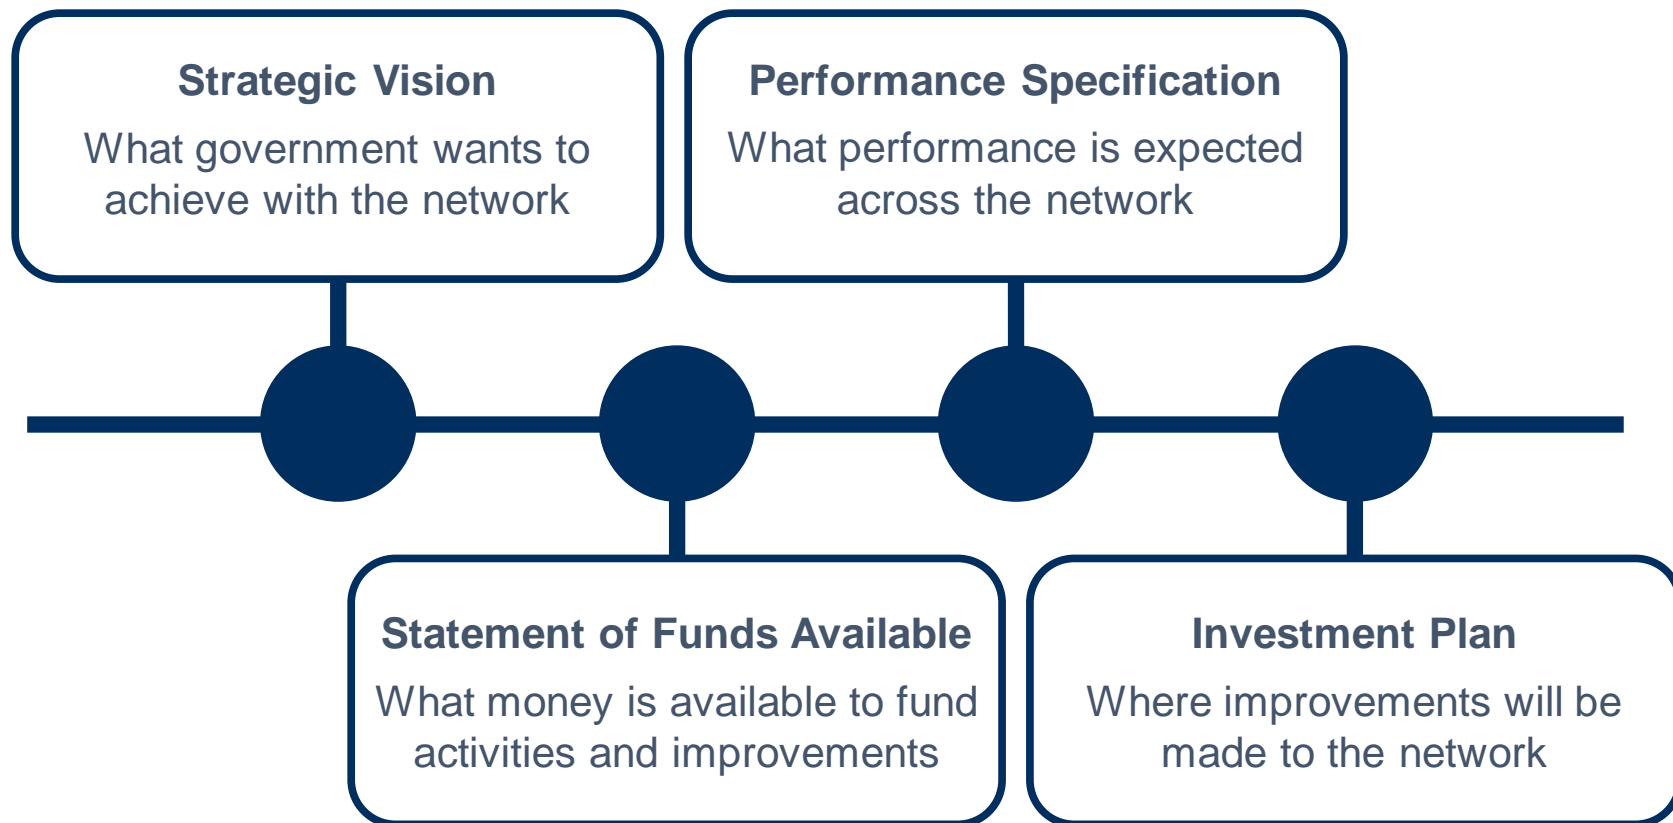 Strategic Vision
What government wants to
achieve with the network
Performance Specification
What performance is expected
across the network
Statement of Funds Available
What money is available to fund
activities and improvements
Investment Plan
Where improvements will be
made to the network